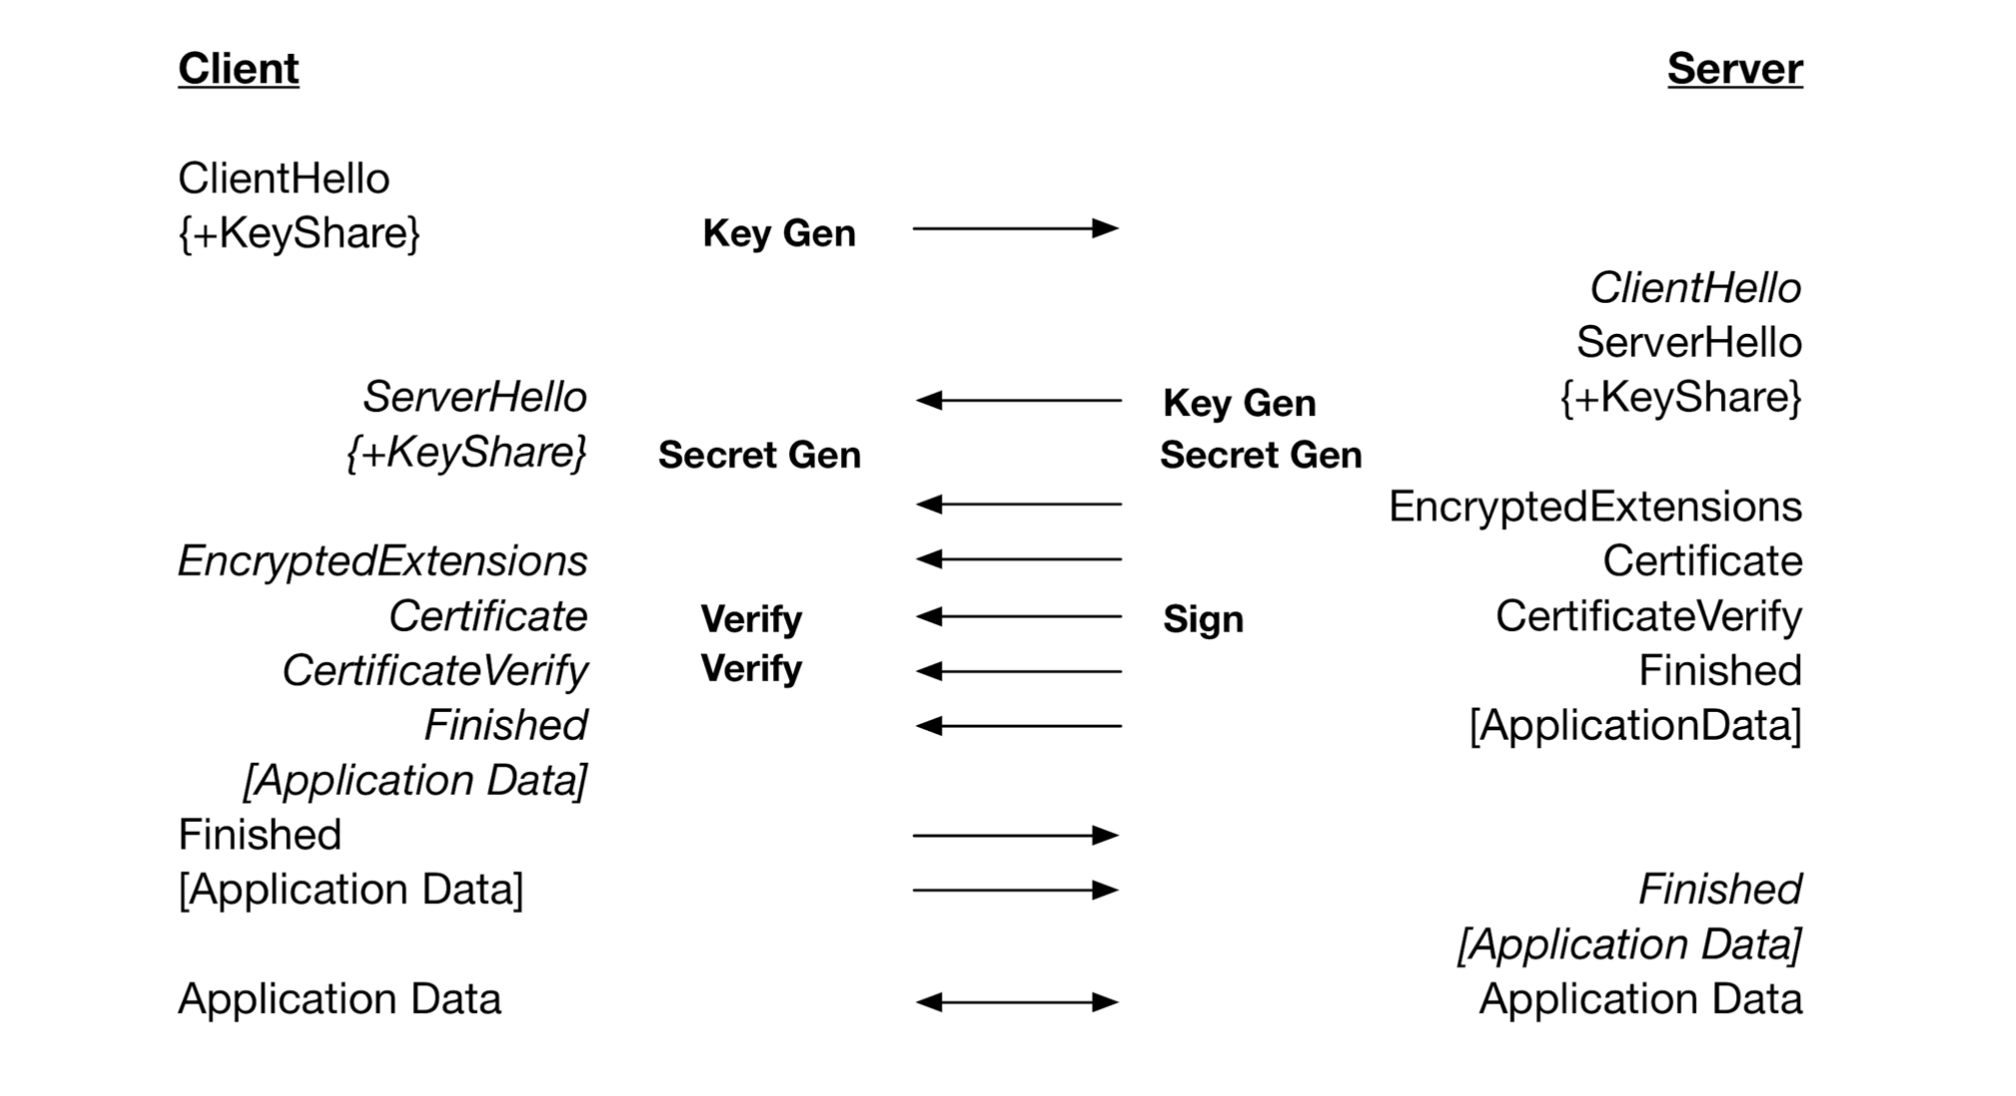 Client Server
ClientHello
{+KeyShare} Key Gen
ClientHello
ServerHello
ServerHello Key Gen {+KeyShare}
{+KeyShare} Secret Gen Secret Gen
EncryptedExtensions
EncryptedExtensions Certificate
Certificate Verify Sign CertificateVerify
CertificateVerify Verify Finished
Finished [ApplicationData]
[Application Data]
Finished
[Application Data] Finished
[Application Data]
Application Data Application Data